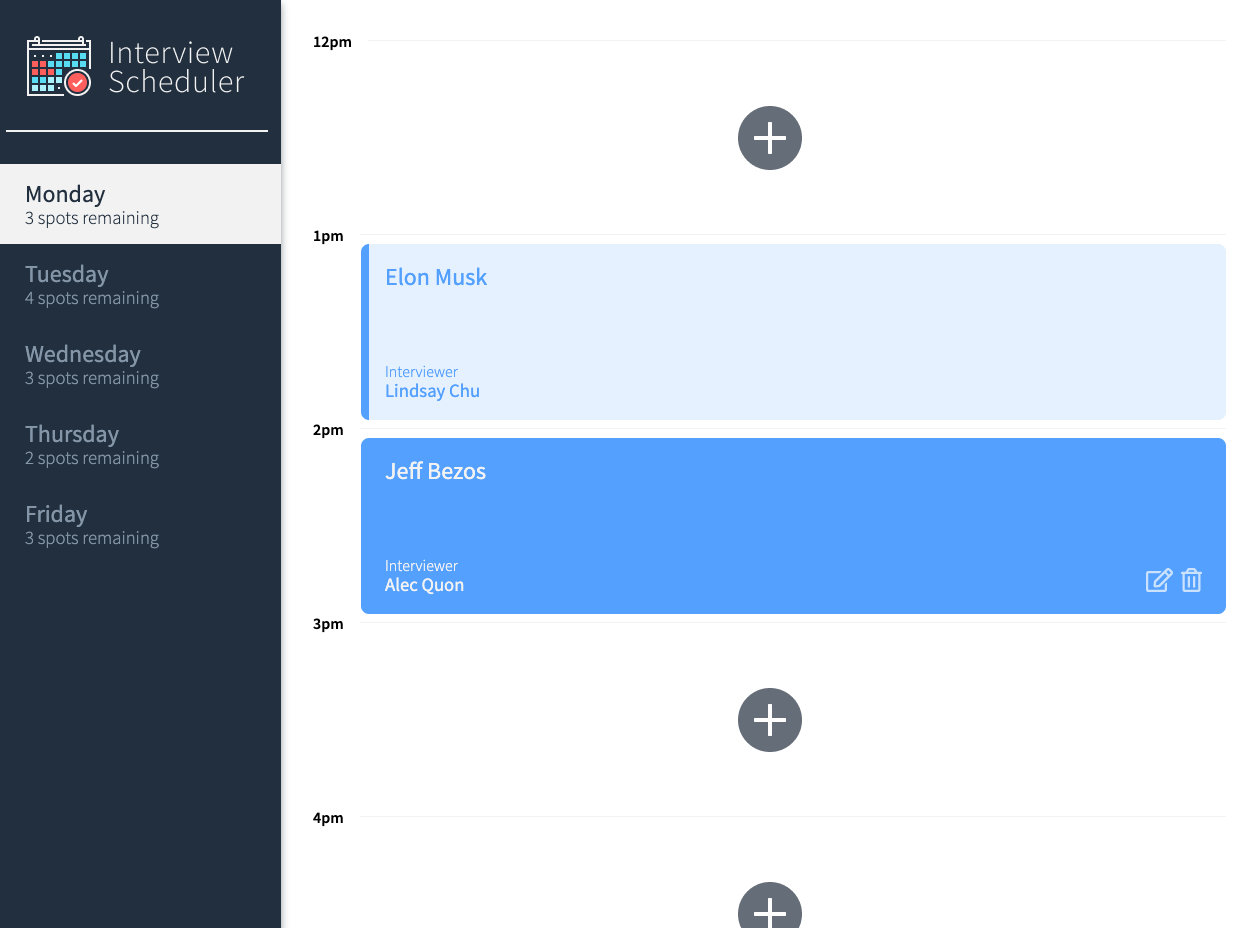 Interview
Scheduler
Monday
3 spots remaining
Tuesday
4 spots remaining
Wednesday
3 spots remaining
Thursday
2 spots remaining
Friday
3 spots remaining
12pm
1pm
Elon Musk
Interviewer
Lindsay Chu
2pm
Jeff Bezos
Interviewer
Alec Quon
3pm
4pm